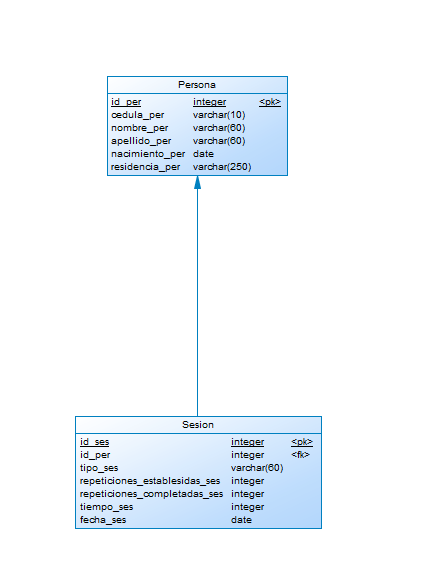 Persona
id_per integer <pk>
cedula_per varchar(10)
nombre_per varchar(60)
apellido_per varchar(60)
nacimiento_per date
residencia_per varchar(250)
Sesion
id_ses integer <pk>
id_per integer <fk>
tipo_ses varchar(60)
repeticiones_establesidas_ses integer
repeticiones_completadas_ses integer
tiempo_ses integer
fecha_ses date